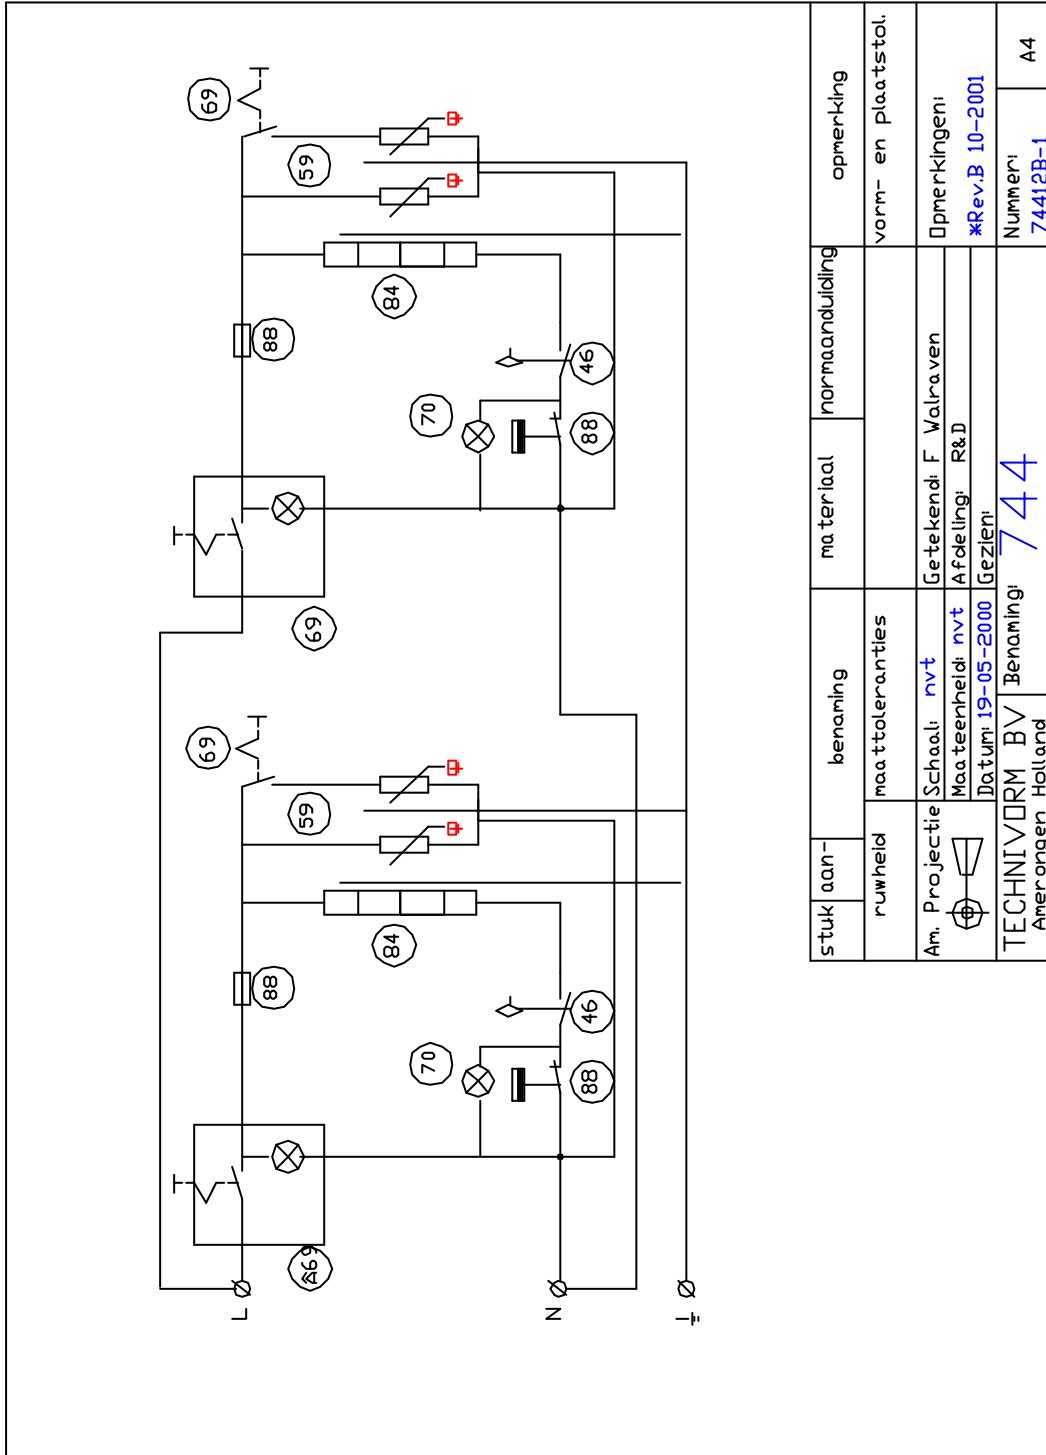 69
59
84
88
70
46
88
69
69
59
84
88
70
46
88
L
N
stuk
aan-
benaming
materiaal
normaanduiding
opmerking
ruwheid
maattoleranties
vorm- en plaatstol.
Am. Projectie
Schaal: nvt
Getekend: F Walraven
Opmerkingen:
Maateenheid: nvt
Afdeling: R&D
Datum: 19-05-2000
Gezien:
*Rev.B 10-2001
TECHNIVORM BV
Amerongen Holland
Benaming:
744
Nummer:
74412B-1
A4